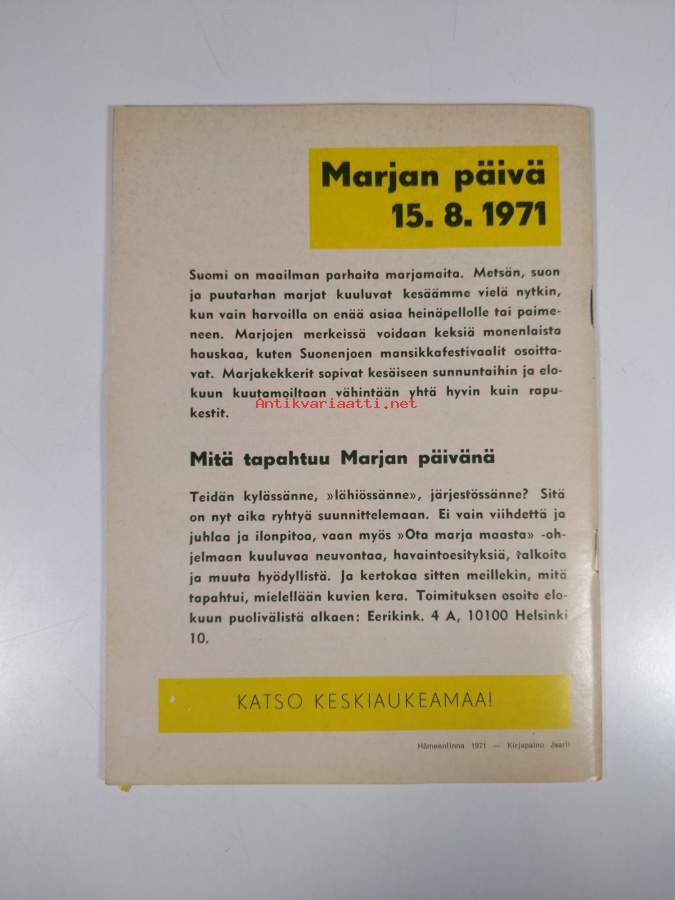 Marjan päivä
15. 8. 1971
Suomi on maailman parhaita marjamaita. Metsän, suon
ja puutarhan marjat kuuluvat kesäämme vielä nytkin,
kun vain harvoilla on enää asiaa heinäpellolle tai paime-
neen. Marjojen merkeissä voidaan keksiä monenlaista
hauskaa, kuten Suonenjoen mansikkafestivaalit osoitta-
vat. Marjakekkerit sopivat kesäiseen sunnuntaihin ja elo-
kuun kuutamoiltaan vähintään yhtä hyvin kuin rapu-
Antikvariaatti.net
kestit.
Mitä tapahtuu Marjan päivänä
Teidän kylässänne, »lähiössänne», järjestössänne? Sitä
on nyt aika ryhtyä suunnittelemaan. Ei vain viihdettä ja
juhlaa ja ilonpitoa, vaan myös »Ota marja maasta» -oh-
jelmaan kuuluvaa neuvontaa, havaintoesityksiä, talkoita
ja muuta hyödyllistä. Ja kertokaa sitten meillekin, mitä
tapahtui, mielellään kuvien kera. Toimituksen osoite elo-
kuun puolivälistä alkaen: Eerikink. 4 A, 10100 Helsinki
10.
KATSO KESKIAUKEAMAA!
Hämeenlinna 1971 — Kirjapaino Jaarli